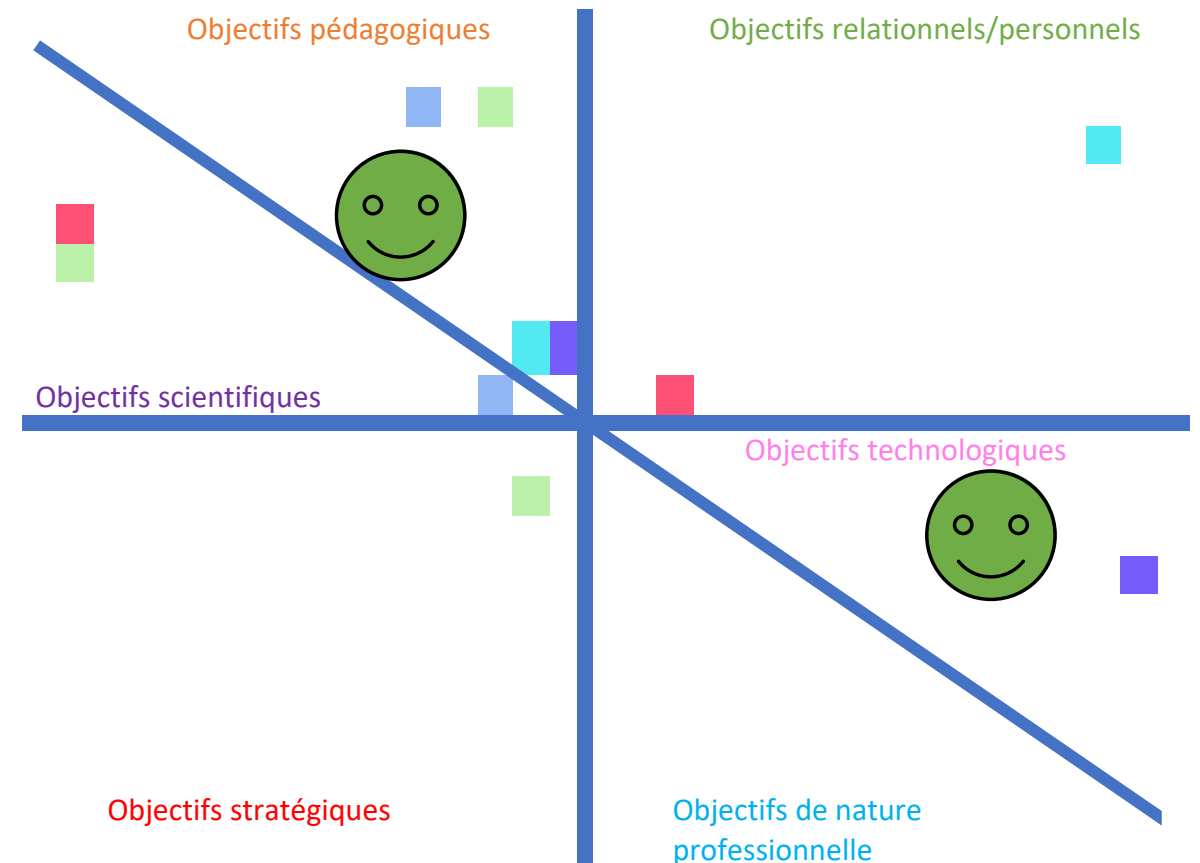 Objectifs pédagogiques
Objectifs relationnels/personnels
Objectifs scientifiques
Objectifs technologiques
Objectifs stratégiques
Objectifs de nature
professionnelle